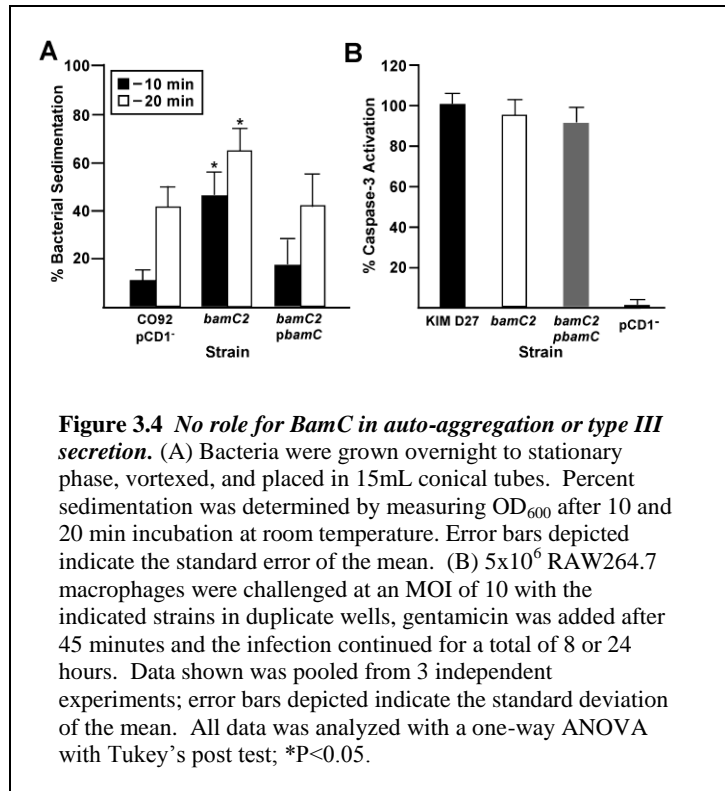 A
B
100%
80%
60%
40%
20%
% Bacterial Sedimentation
–10 min
–20 min
* *
CO92 pCD1-
bamC2
bamC2 pbamC
Strain
120
100
80
60
40
20
% Caspase-3 Activation
KIM D27
bamC2
bamC2 pbamC
pCD1-
Strain
Figure 3.4 No role for BamC in auto-aggregation or type III
secretion. (A) Bacteria were grown overnight to stationary
phase, vortexed, and placed in 15mL conical tubes. Percent
sedimentation was determined by measuring OD600 after 10 and
20 min incubation at room temperature. Error bars depicted
indicate the standard error of the mean. (B) 5x10^6 RAW264.7
macrophages were challenged at an MOI of 10 with the
indicated strains in duplicate wells, gentamicin was added after
45 minutes and the infection continued for a total of 8 or 24
hours. Data shown was pooled from 3 independent
experiments; error bars depicted indicate the standard deviation
of the mean. All data was analyzed with a one-way ANOVA
with Tukey's post test; *P<0.05.